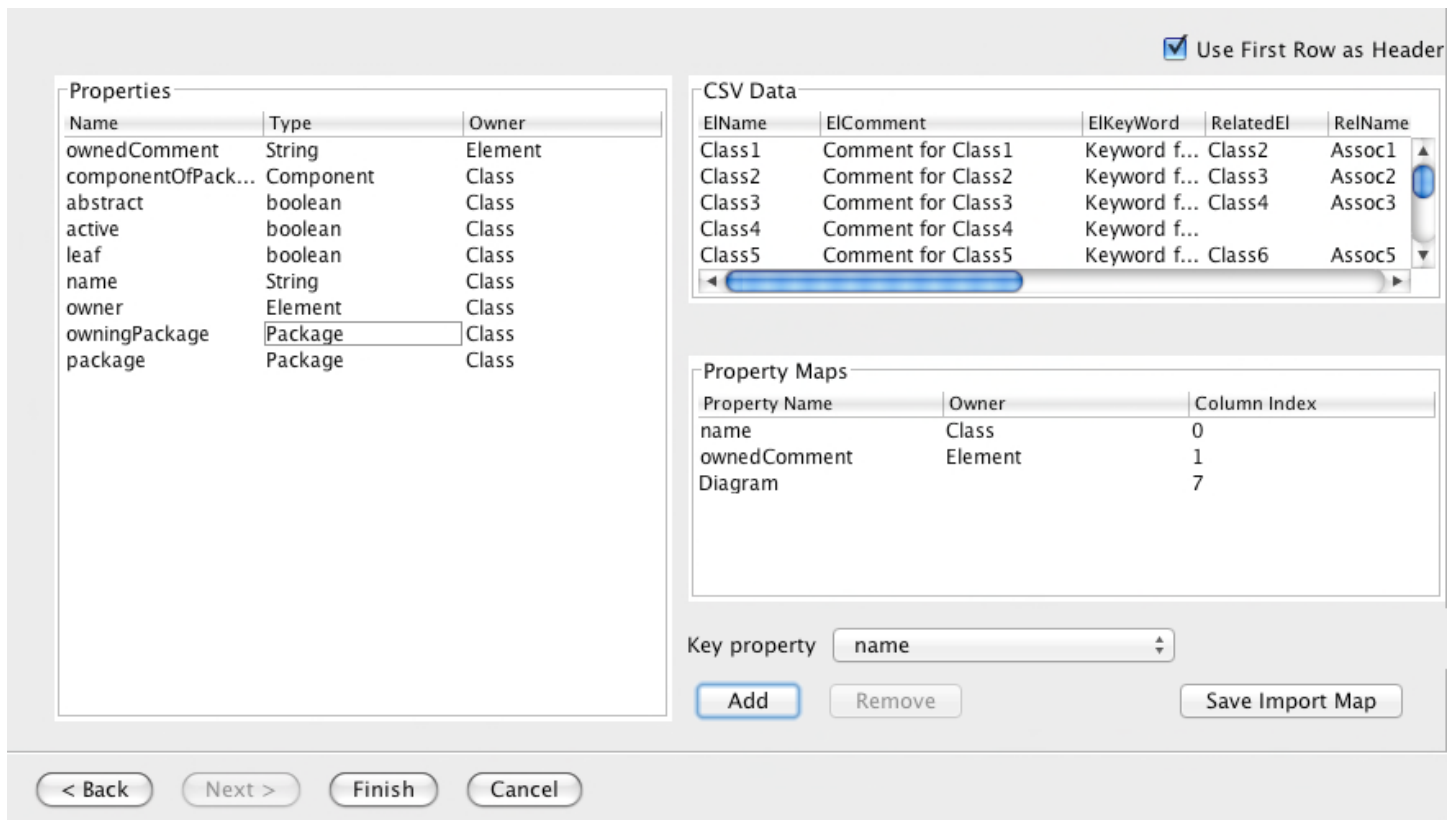 Use First Row as Header
Properties
Name Type Owner
ownedComment String Element
componentOfPack... Component Class
abstract boolean Class
active boolean Class
leaf boolean Class
name String Class
owner Element Class
owningPackage Package Class
package Package Class
CSV Data
ElName ElComment ElKeyWord RelatedEl RelName
Class1 Comment for Class1 Keyword f... Class2 Assoc1
Class2 Comment for Class2 Keyword f... Class3 Assoc2
Class3 Comment for Class3 Keyword f... Class4 Assoc3
Class4 Comment for Class4 Keyword f...
Class5 Comment for Class5 Keyword f... Class6 Assoc5
Property Maps
Property Name Owner Column Index
name Class 0
ownedComment Element 1
Diagram 7
Key property name
Add Remove Save Import Map
< Back Next > Finish Cancel